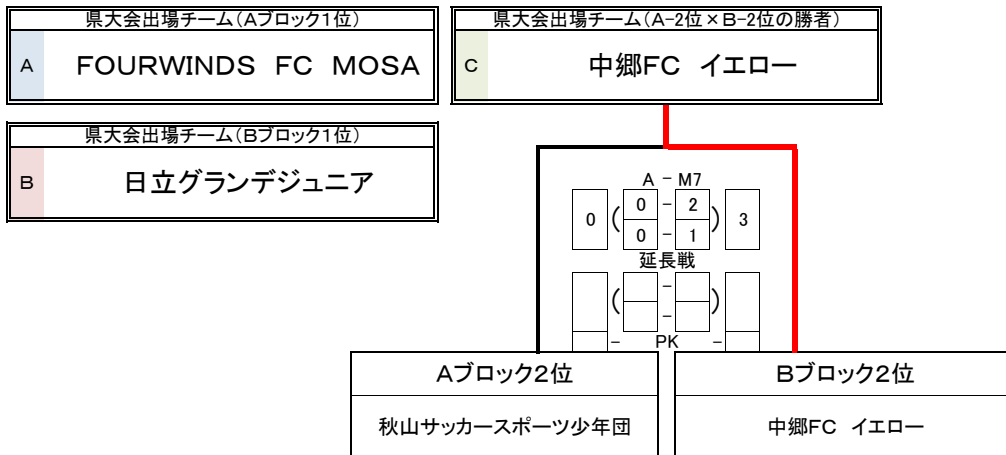 県大会出場チーム(Aブロック1位)
A FOURWINDS FC MOSA
県大会出場チーム(A-2位×B-2位の勝者)
C 中郷FC イエロー
県大会出場チーム(Bブロック1位)
B 日立グランデジュニア
A - M7
0 ( 0 - 2 ) 3
0 - 1
延長戦
( - )
-
- PK -
Aブロック2位
秋山サッカースポーツ少年団
Bブロック2位
中郷FC イエロー